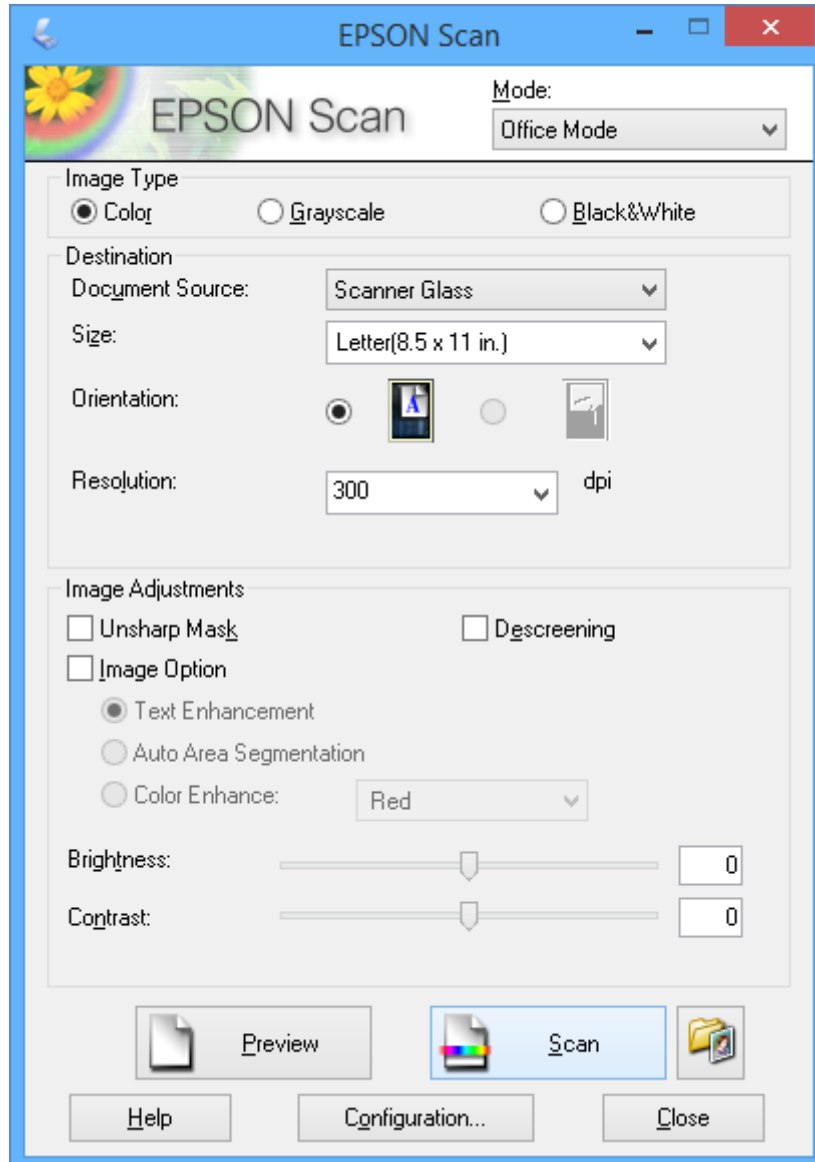 EPSON Scan
EPSON Scan
Mode:
Office Mode
Image Type
Color Grayscale Black&White
Destination
Document Source: Scanner Glass
Size: Letter(8.5 x 11 in.)
Orientation: A
Resolution: 300 dpi
Image Adjustments
Unsharp Mask Descreening
Image Option
Text Enhancement
Auto Area Segmentation
Color Enhance: Red
Brightness: 0
Contrast: 0
Preview Scan
Help Configuration... Close